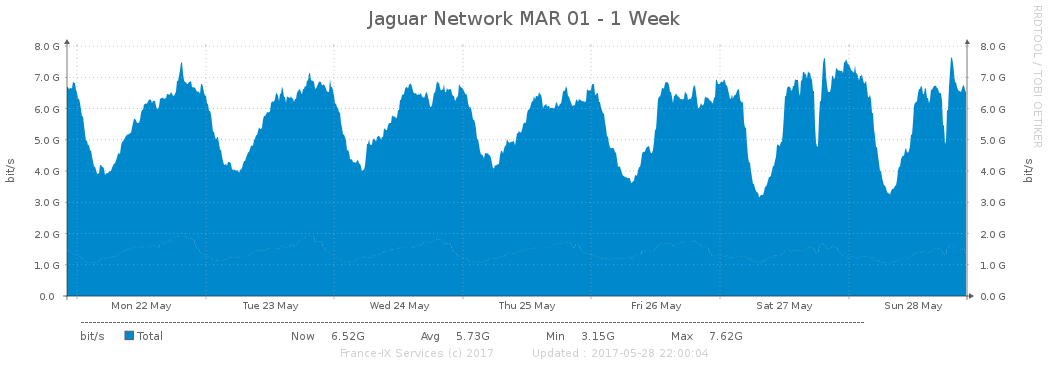 Jaguar Network MAR 01 - 1 Week
RRDTOOL / TOBI OETIKER
bit/s
8.0 G
7.0 G
6.0 G
5.0 G
4.0 G
3.0 G
2.0 G
1.0 G
0.0
8.0 G
7.0 G
6.0 G
5.0 G
4.0 G
3.0 G
2.0 G
1.0 G
0.0 G
bit/s
Mon 22 May Tue 23 May Wed 24 May Thu 25 May Fri 26 May Sat 27 May Sun 28 May
bit/s Total Now 6.52G Avg 5.73G Min 3.15G Max 7.62G
France-IX Services (c) 2017 Updated : 2017-05-28 22:00:04